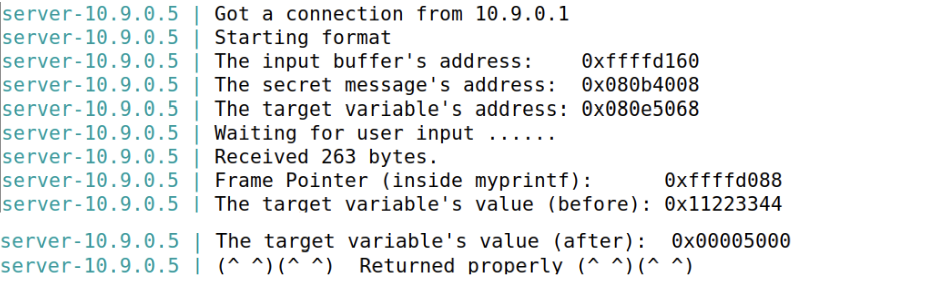 server-10.9.0.5 | Got a connection from 10.9.0.1
server-10.9.0.5 | Starting format
server-10.9.0.5 | The input buffer's address:    0xffffd160
server-10.9.0.5 | The secret message's address:  0x080b4008
server-10.9.0.5 | The target variable's address: 0x080e5068
server-10.9.0.5 | Waiting for user input ......
server-10.9.0.5 | Received 263 bytes.
server-10.9.0.5 | Frame Pointer (inside myprintf):      0xffffd088
server-10.9.0.5 | The target variable's value (before): 0x11223344
server-10.9.0.5 | The target variable's value (after):  0x00005000
server-10.9.0.5 | (^_^)(^_^)  Returned properly (^_^)(^_^)